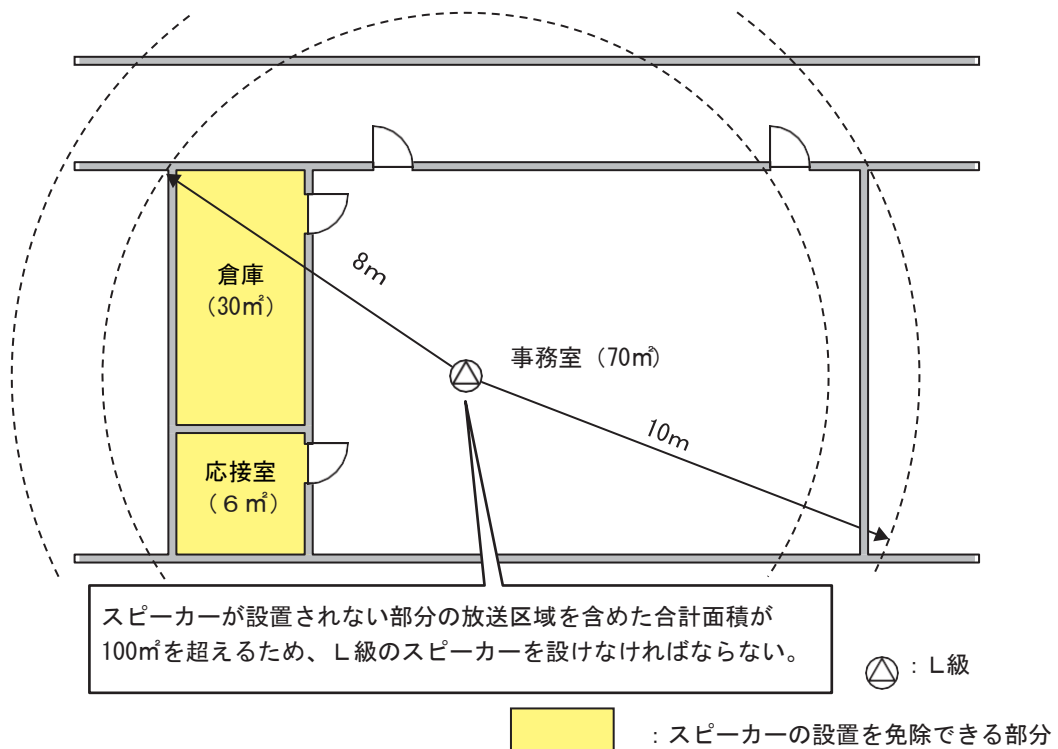 8m
倉庫
（30㎡）
事務室（70㎡）
10m
応接室
（６㎡）
スピーカーが設置されない部分の放送区域を含めた合計面積が
100㎡を超えるため、Ｌ級のスピーカーを設けなければならない。
：Ｌ級
：スピーカーの設置を免除できる部分